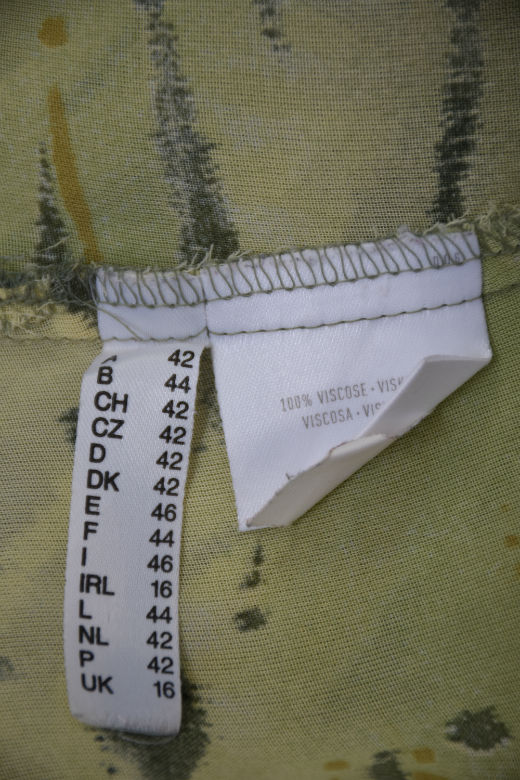 42
B 44
CH 42
CZ 42
D 42
DK 42
E 46
F 44
I 46
IRL 16
L 44
NL 42
P 42
UK 16
100% VISCOSE •
VISCOSA •